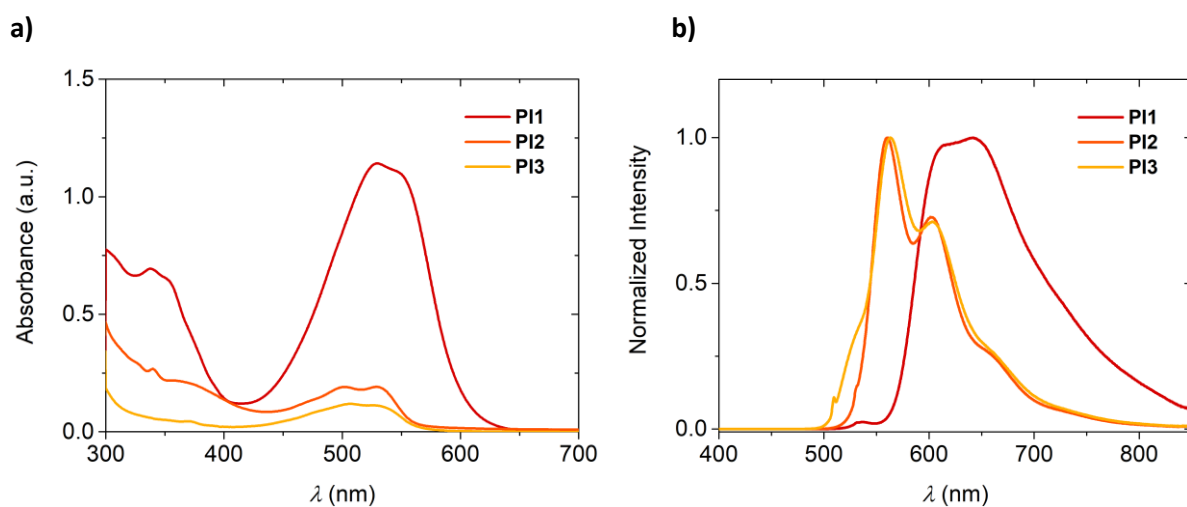 a)
b)
1.5
1.0
0.5
0.0
Absorbance (a.u.)
PI1
PI2
PI3
300 400 500 600 700
λ (nm)
1.0
0.5
0.0
Normalized Intensity
PI1
PI2
PI3
400 500 600 700 800
λ (nm)